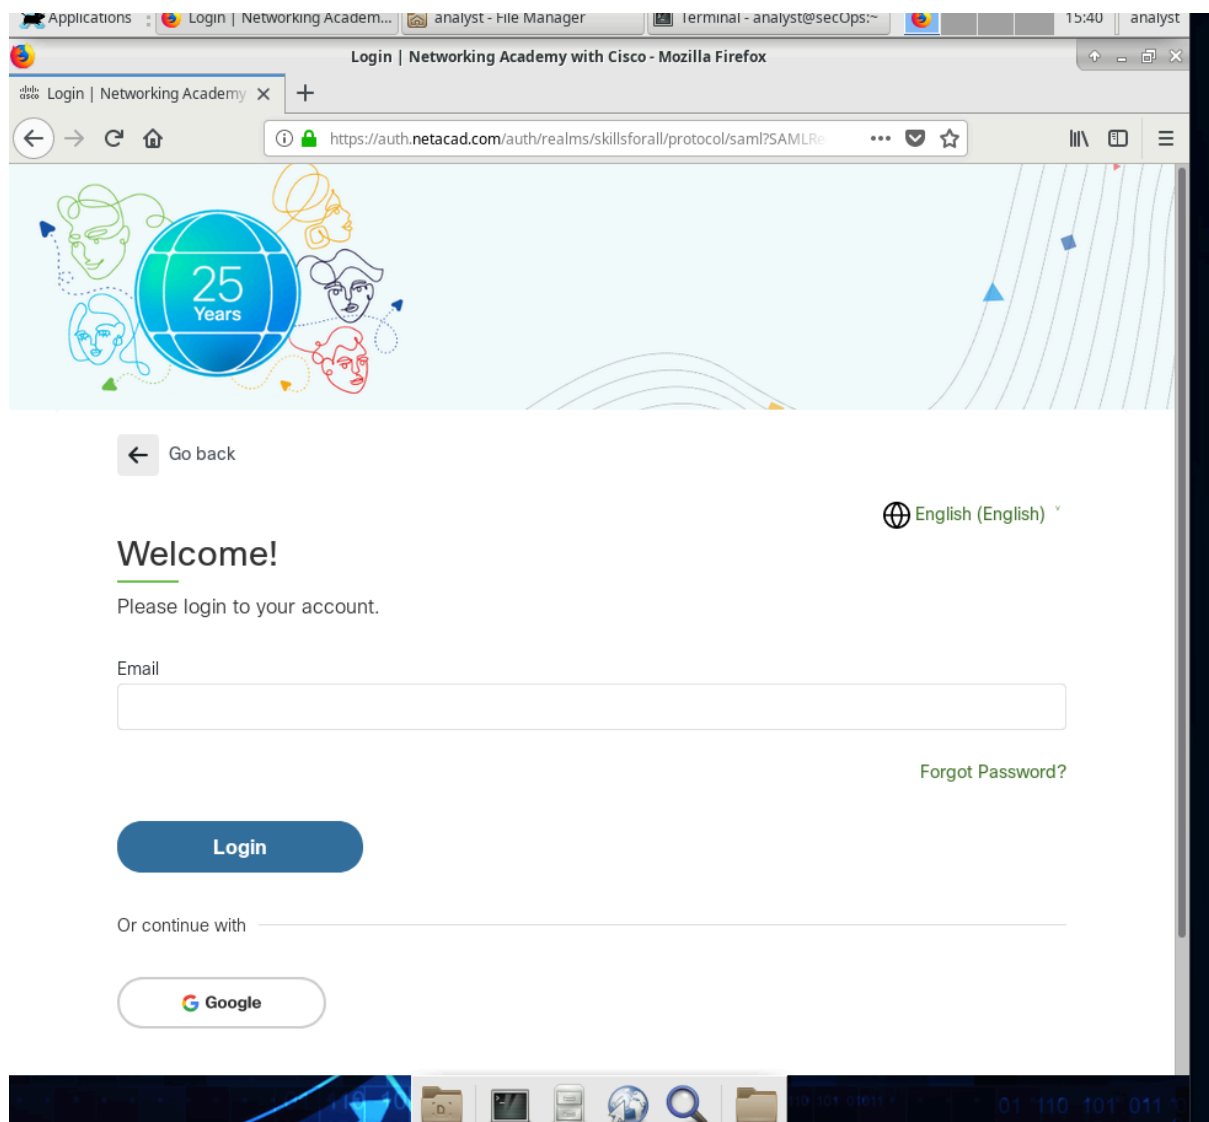 Applications
Login | Networking Academ...
analyst - File Manager
Terminal - analyst@secOps:~
15:40
analyst
Login | Networking Academy with Cisco - Mozilla Firefox
Login | Networking Academy
https://auth.netacad.com/auth/realms/skillsforall/protocol/saml?SAMLRe
25
Years
Go back
English (English)
Welcome!
Please login to your account.
Email
Forgot Password?
Login
Or continue with
Google
01 110 101 011